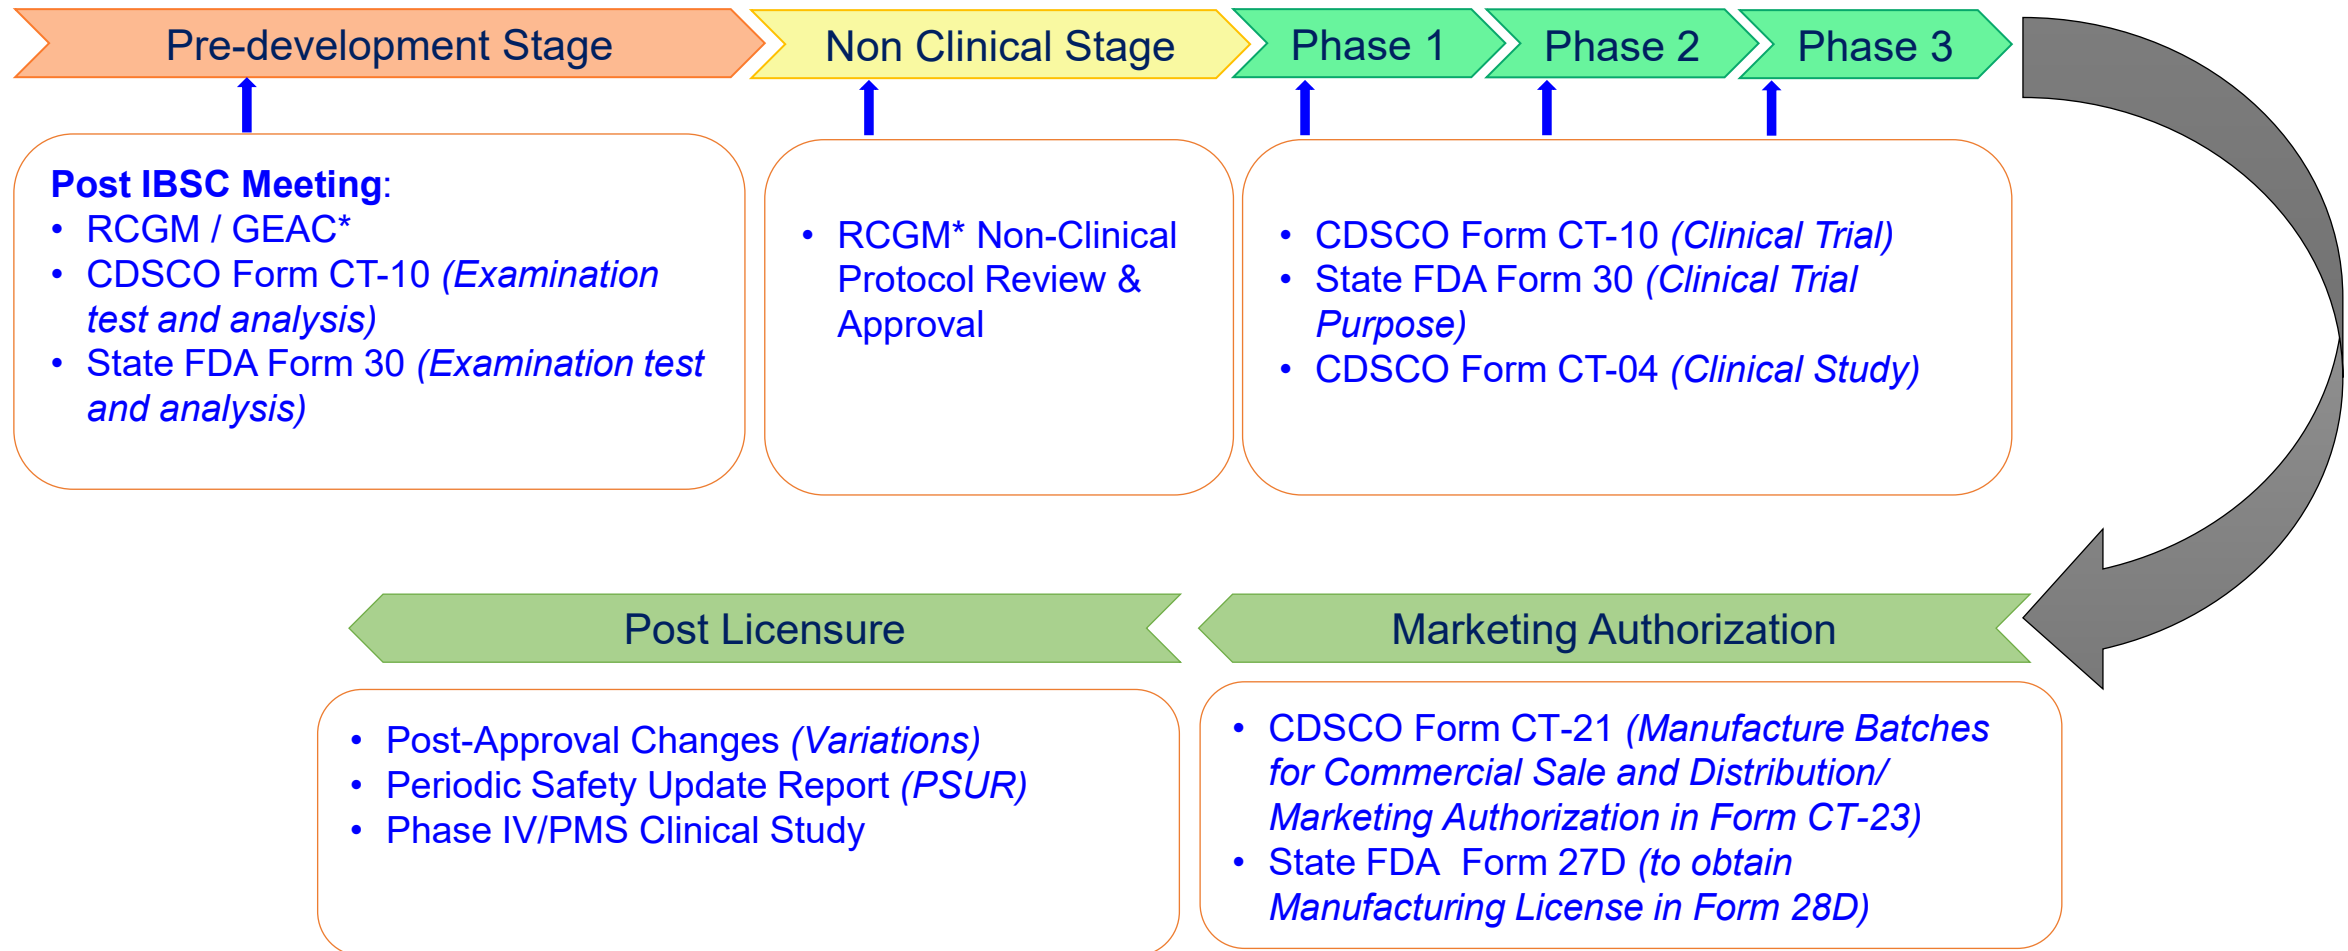 Pre-development Stage
Non Clinical Stage
Phase 1
Phase 2
Phase 3
Post IBSC Meeting:
• RCGM / GEAC*
• CDSCO Form CT-10 (Examination
test and analysis)
• State FDA Form 30 (Examination test
and analysis)
• RCGM* Non-Clinical
Protocol Review &
Approval
• CDSCO Form CT-10 (Clinical Trial)
• State FDA Form 30 (Clinical Trial
Purpose)
• CDSCO Form CT-04 (Clinical Study)
Marketing Authorization
• CDSCO Form CT-21 (Manufacture Batches
for Commercial Sale and Distribution/
Marketing Authorization in Form CT-23)
• State FDA  Form 27D (to obtain
Manufacturing License in Form 28D)
Post Licensure
• Post-Approval Changes (Variations)
• Periodic Safety Update Report (PSUR)
• Phase IV/PMS Clinical Study